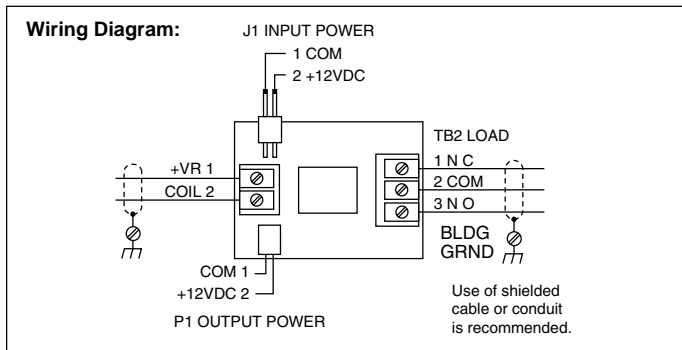 Wiring Diagram:
J1 INPUT POWER
1 COM
2 +12VDC
TB2 LOAD
+VR 1
COIL 2
1 N C
2 COM
3 N O
BLDG
GRND
COM 1
+12VDC 2
P1 OUTPUT POWER
Use of shielded
cable or conduit
is recommended.